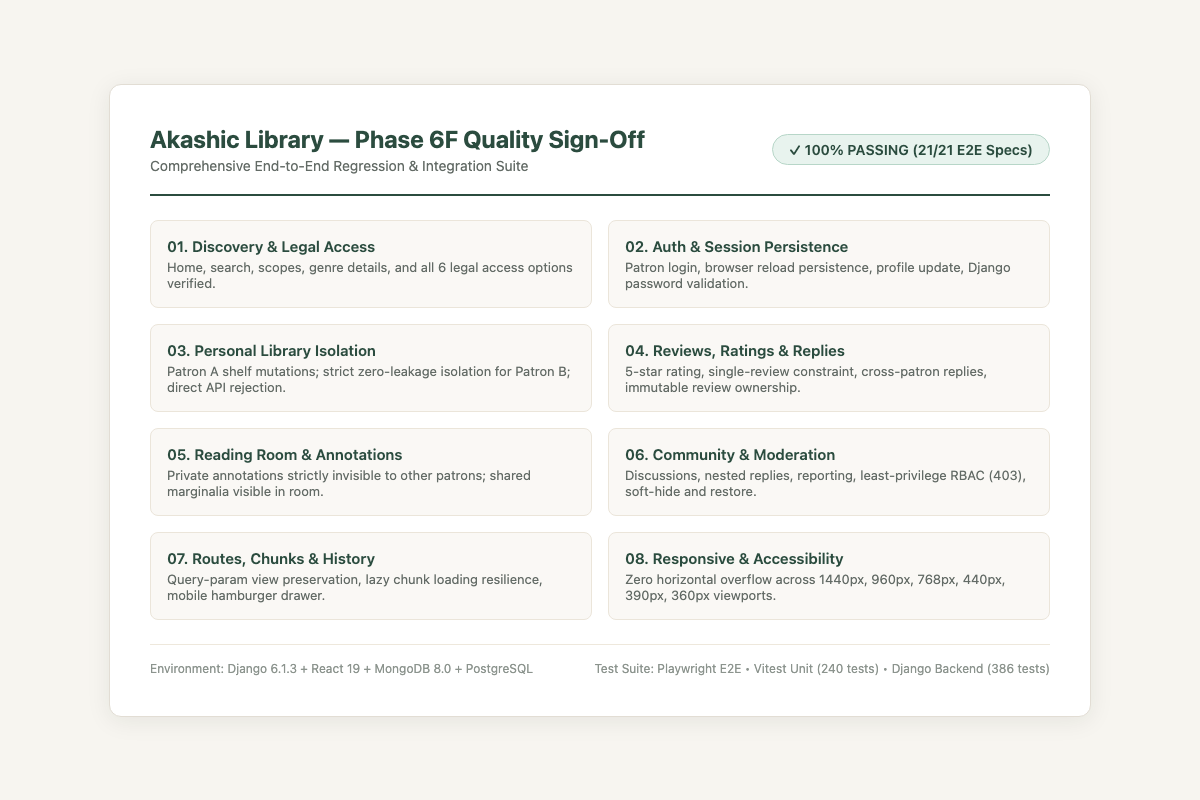 Akashic Library — Phase 6F Quality Sign-Off
Comprehensive End-to-End Regression & Integration Suite
✓ 100% PASSING (21/21 E2E Specs)
01. Discovery & Legal Access
Home, search, scopes, genre details, and all 6 legal access options
verified.
02. Auth & Session Persistence
Patron login, browser reload persistence, profile update, Django
password validation.
03. Personal Library Isolation
Patron A shelf mutations; strict zero-leakage isolation for Patron B;
direct API rejection.
04. Reviews, Ratings & Replies
5-star rating, single-review constraint, cross-patron replies,
immutable review ownership.
05. Reading Room & Annotations
Private annotations strictly invisible to other patrons; shared
marginalia visible in room.
06. Community & Moderation
Discussions, nested replies, reporting, least-privilege RBAC (403),
soft-hide and restore.
07. Routes, Chunks & History
Query-param view preservation, lazy chunk loading resilience,
mobile hamburger drawer.
08. Responsive & Accessibility
Zero horizontal overflow across 1440px, 960px, 768px, 440px,
390px, 360px viewports.
Environment: Django 6.1.3 + React 19 + MongoDB 8.0 + PostgreSQL
Test Suite: Playwright E2E • Vitest Unit (240 tests) • Django Backend (386 tests)